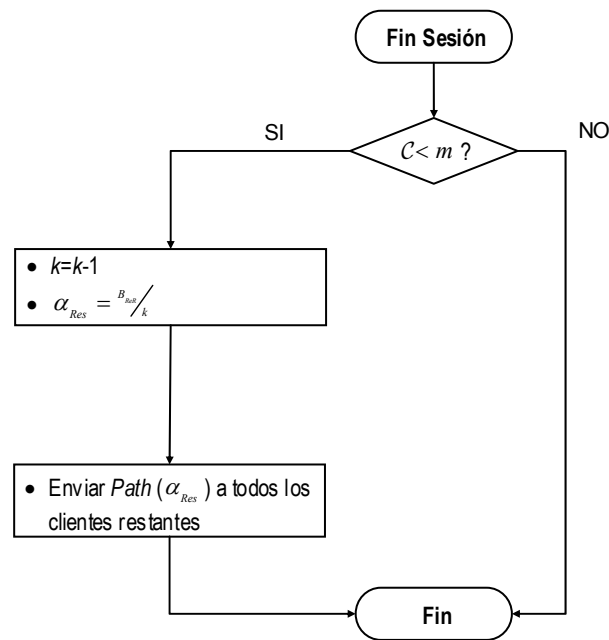 Fin Sesión
SI
NO
C< m ?
• k=k-1
• α_Res = B_ReR/k
• Enviar Path (α_Res) a todos los
clientes restantes
Fin